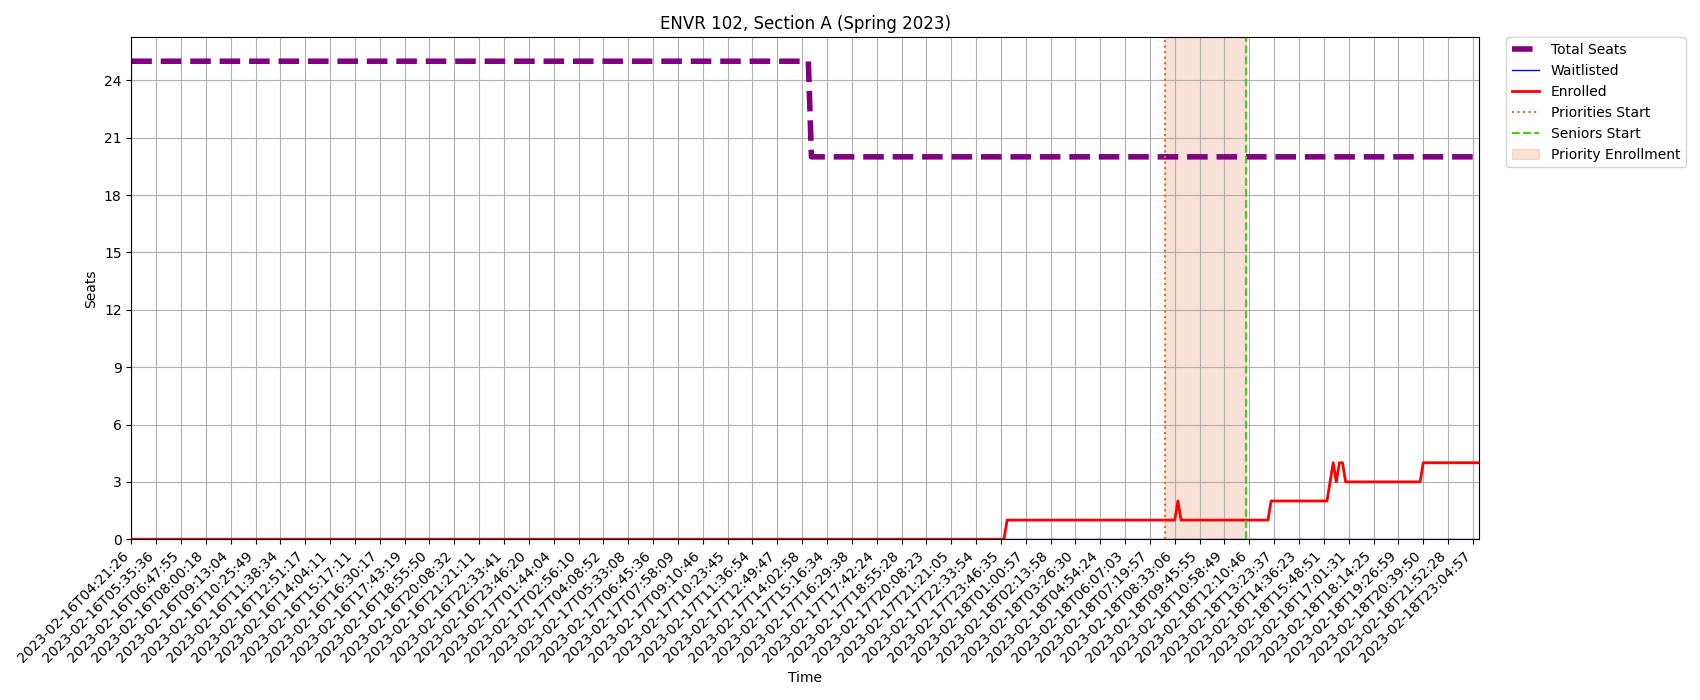 ENVR 102, Section A (Spring 2023)
Total Seats
Waitlisted
Enrolled
Priorities Start
Seniors Start
Priority Enrollment
Seats
24
21
18
15
12
9
6
3
0
2023-02-16T04:21:26
2023-02-16T05:35:36
2023-02-16T06:47:55
2023-02-16T08:00:18
2023-02-16T09:13:04
2023-02-16T10:25:49
2023-02-16T11:38:34
2023-02-16T12:51:17
2023-02-16T14:04:11
2023-02-16T15:17:11
2023-02-16T16:30:17
2023-02-16T17:43:19
2023-02-16T18:55:50
2023-02-16T20:08:32
2023-02-16T21:21:11
2023-02-16T22:33:41
2023-02-16T23:46:20
2023-02-17T01:44:04
2023-02-17T02:56:10
2023-02-17T04:08:52
2023-02-17T05:33:08
2023-02-17T06:45:36
2023-02-17T07:58:09
2023-02-17T09:10:46
2023-02-17T10:23:45
2023-02-17T11:36:54
2023-02-17T12:49:47
2023-02-17T14:02:58
2023-02-17T15:16:34
2023-02-17T16:29:38
2023-02-17T17:42:24
2023-02-17T18:55:28
2023-02-17T20:08:23
2023-02-17T21:21:05
2023-02-17T22:33:54
2023-02-17T23:46:35
2023-02-18T01:00:57
2023-02-18T02:13:58
2023-02-18T03:26:30
2023-02-18T04:54:24
2023-02-18T06:07:03
2023-02-18T07:19:57
2023-02-18T08:33:06
2023-02-18T09:45:55
2023-02-18T10:58:49
2023-02-18T12:10:46
2023-02-18T13:23:37
2023-02-18T14:36:23
2023-02-18T15:48:51
2023-02-18T17:01:31
2023-02-18T18:14:25
2023-02-18T19:26:59
2023-02-18T20:39:50
2023-02-18T21:52:28
2023-02-18T23:04:57
Time